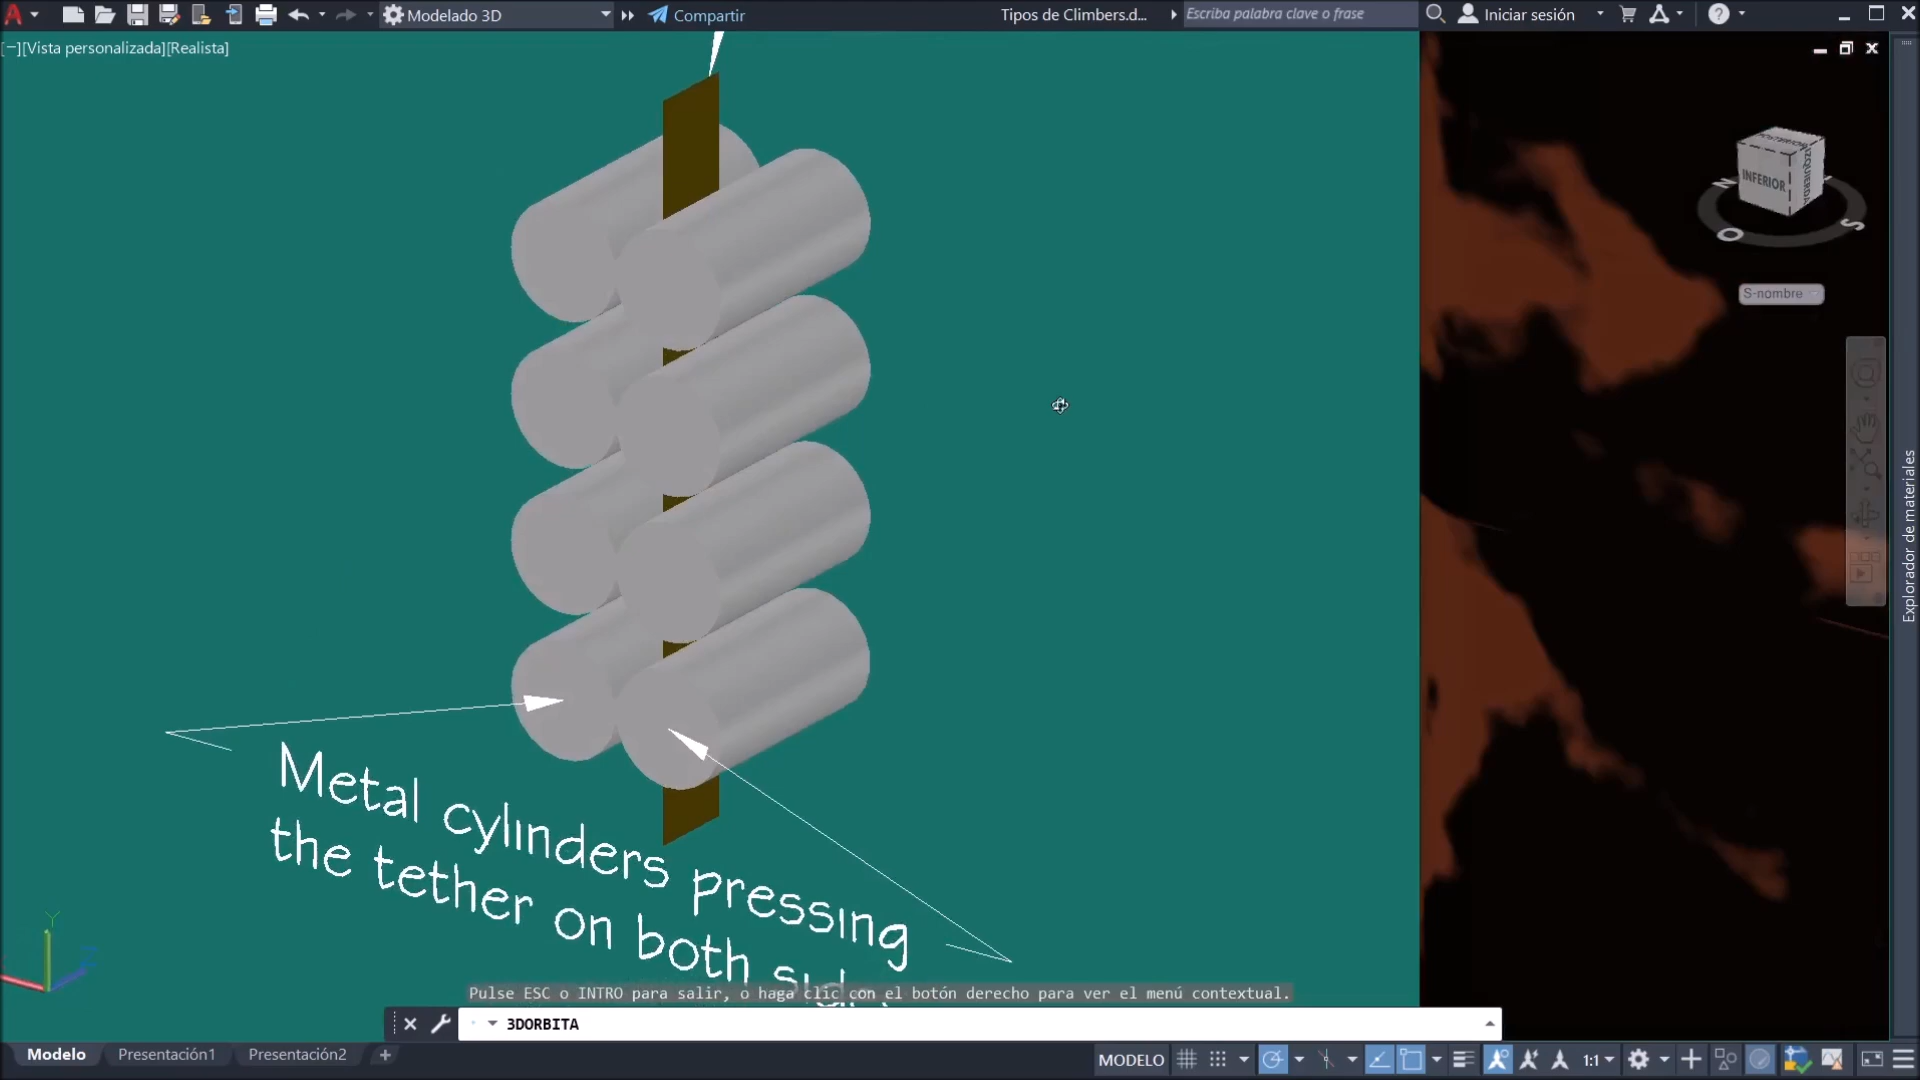 Modelado 3D
Compartir
Tipos de Climbers.d...
Escriba palabra clave o frase
Iniciar sesión
[−][Vista personalizada][Realista]
POSTERIOR
INFERIOR
IZQUIERDA
N
O
S
S-nombre
Explorador de materiales
Metal cylinders pressing
the tether on both
Pulse ESC o INTRO para salir, o haga clic con el botón derecho para ver el menú contextual.
3DORBITA
Modelo
Presentación1
Presentación2
MODELO
1:1